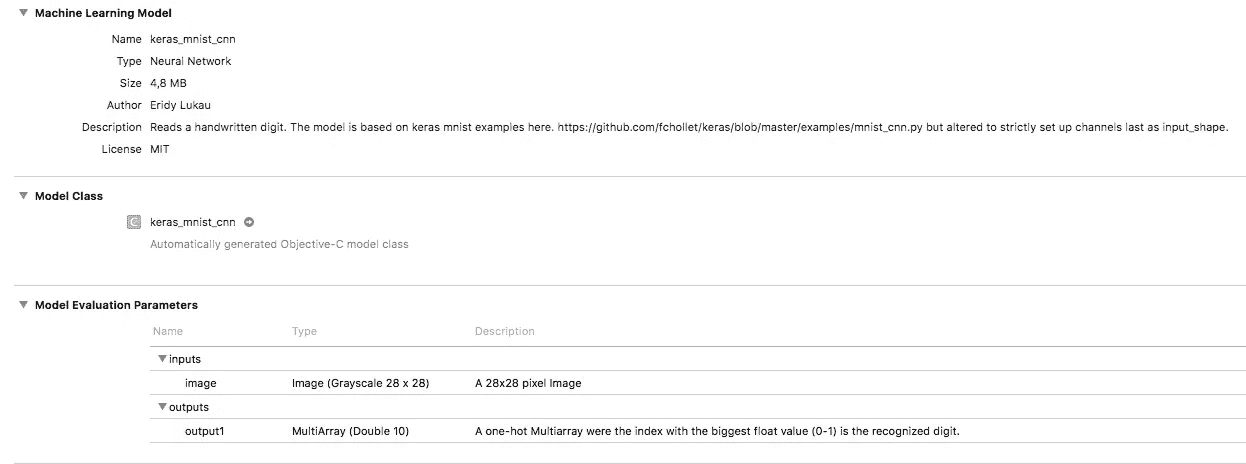 Machine Learning Model
Name keras_mnist_cnn
Type Neural Network
Size 4,8 MB
Author Eridy Lukau
Description Reads a handwritten digit. The model is based on keras mnist examples here. https://github.com/fchollet/keras/blob/master/examples/mnist_cnn.py but altered to strictly set up channels last as input_shape.
License MIT
Model Class
C keras_mnist_cnn
Automatically generated Objective-C model class
Model Evaluation Parameters
Name Type Description
inputs
image Image (Grayscale 28 x 28) A 28x28 pixel Image
outputs
output1 MultiArray (Double 10) A one-hot Multiarray were the index with the biggest float value (0-1) is the recognized digit.